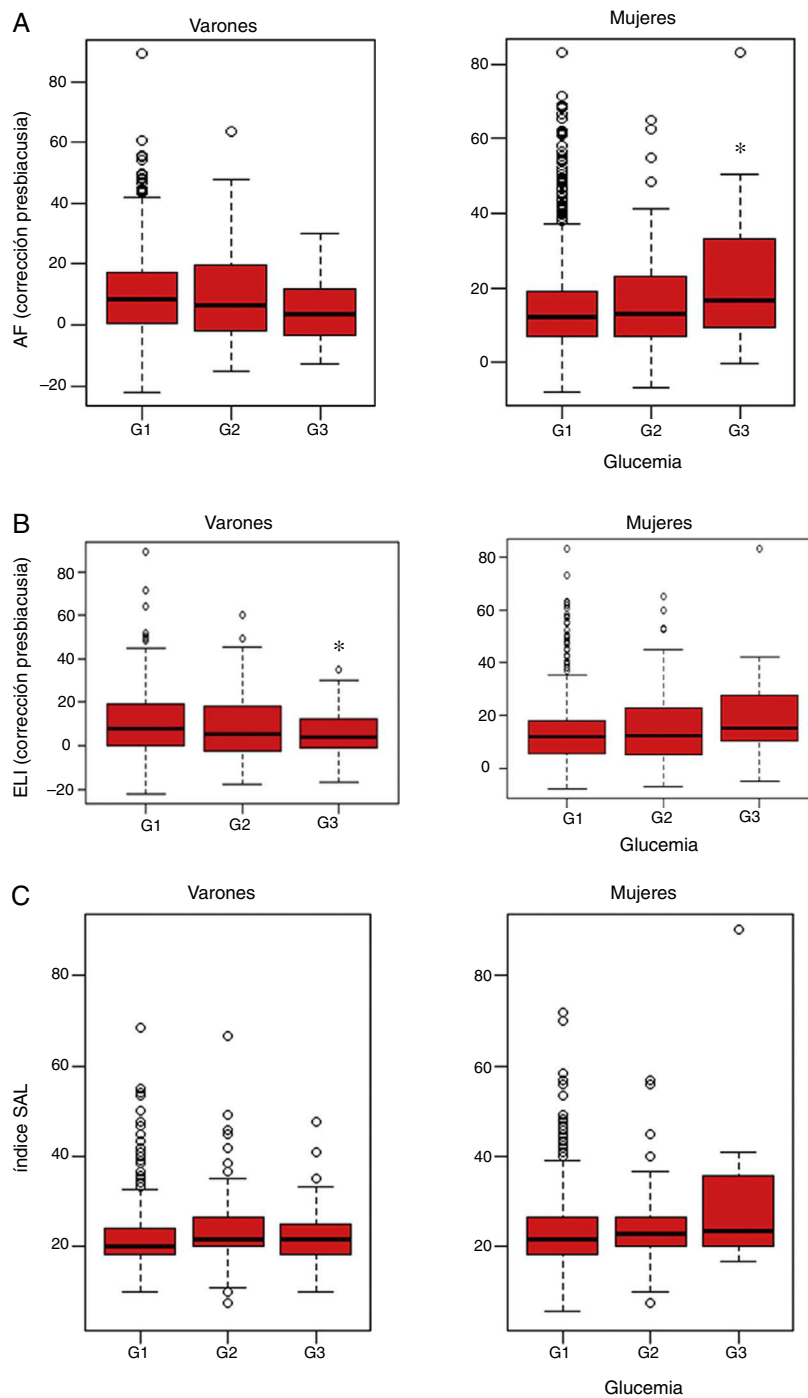 A
Varones
Mujeres
AF (corrección presbiacusia)
80
60
40
20
0
–20
G1 G2 G3
80
60
40
20
0
*
G1 G2 G3
Glucemia
B
Varones
Mujeres
ELI (corrección presbiacusia)
80
60
40
20
0
–20
*
G1 G2 G3
80
60
40
20
0
G1 G2 G3
Glucemia
C
Varones
Mujeres
índice SAL
80
60
40
20
G1 G2 G3
80
60
40
20
G1 G2 G3
Glucemia